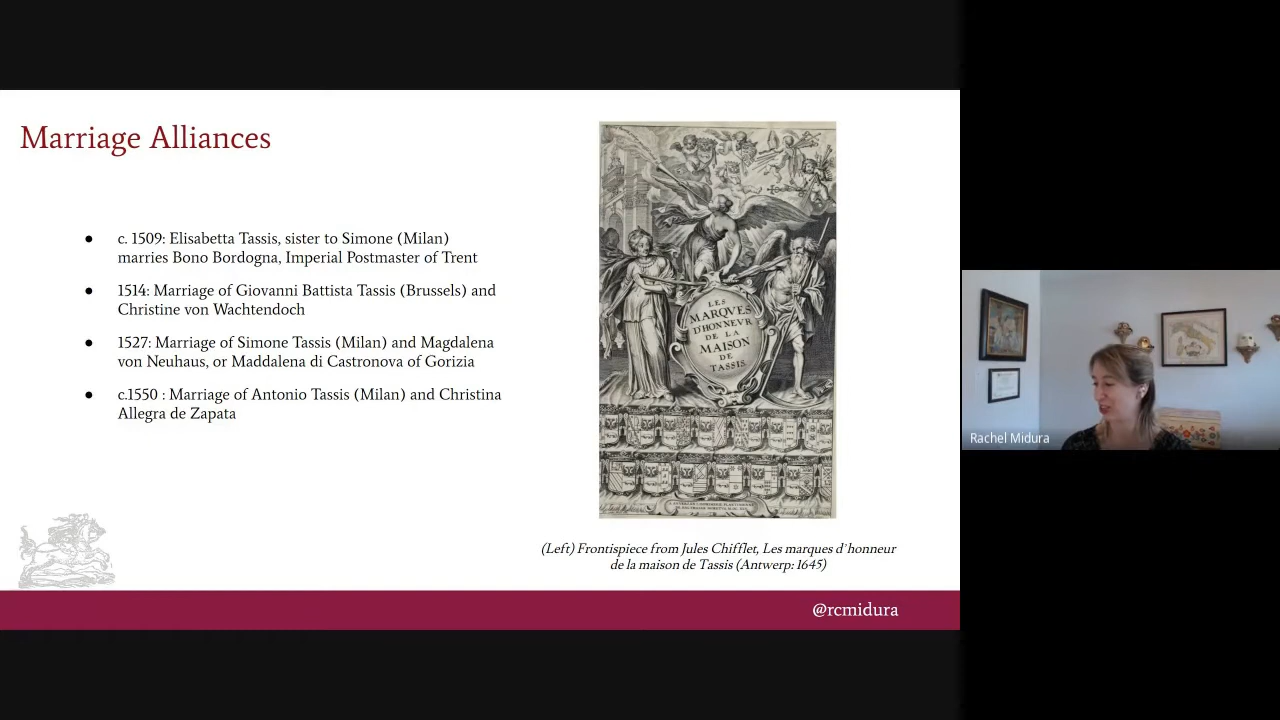 Marriage Alliances
● c. 1509: Elisabetta Tassis, sister to Simone (Milan)
marries Bono Bordogna, Imperial Postmaster of Trent
● 1514: Marriage of Giovanni Battista Tassis (Brussels) and
Christine von Wachtendoch
● 1527: Marriage of Simone Tassis (Milan) and Magdalena
von Neuhaus, or Maddalena di Castronova of Gorizia
● c.1550 : Marriage of Antonio Tassis (Milan) and Christina
Allegra de Zapata
LES
MARQVES
D'HONNEVR
DE LA
MAISON
DE
TASSIS
(Left) Frontispiece from Jules Chifflet, Les marques d'honneur
de la maison de Tassis (Antwerp: 1645)
@rcmidura
Rachel Midura